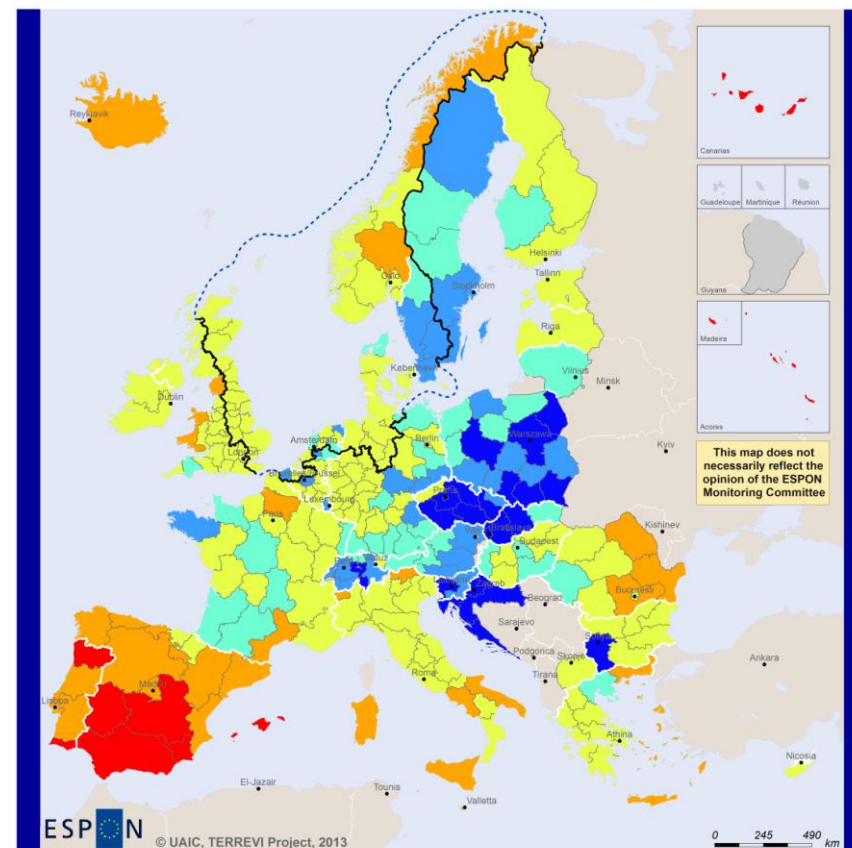 Reykjavik
Canarias
Guadeloupe
Martinique
Réunion
Guyane
Helsinki
Oslo
Tallinn
Stockholm
Riga
Madeira
København
Vilnius
Minsk
Dublin
Acores
Amsterdam
Berlin
Warszawa
London
Kyiv
This map does not
necessarily reflect the
opinion of the ESPON
Monitoring Committee
Praha
Luxembourg
Paris
Bratislava
Kishinev
Budapest
Zagreb
Bucuresti
Beograd
Sarajevo
Sofiya
Podgorica
Skopje
Ankara
Roma
Tirana
Madrid
Lisboa
Athina
Nicosia
El-Jazair
Tounis
Valletta
ESPON
© UAIC, TERREVI Project, 2013
0 245 490
km